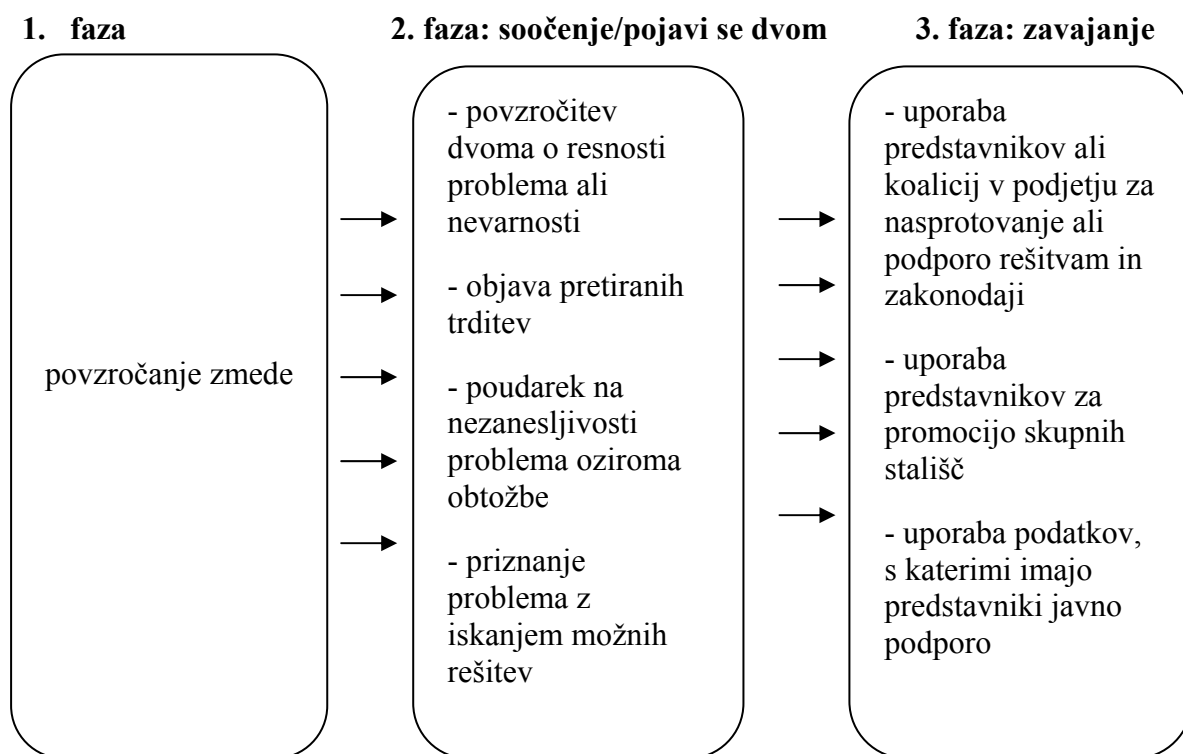 1. faza
povzročanje zmede
2. faza: soočenje/pojavi se dvom
- povzročitev
dvoma o resnosti
problema ali
nevarnosti
- objava pretiranih
trditev
- poudarek na
nezanesljivosti
problema oziroma
obtožbe
- priznanje
problema z
iskanjem možnih
rešitev
3. faza: zavajanje
- uporaba
predstavnikov ali
koalicij v podjetju za
nasprotovanje ali
podporo rešitvam in
zakonodaji
- uporaba
predstavnikov za
promocijo skupnih
stališč
- uporaba podatkov,
s katerimi imajo
predstavniki javno
podporo